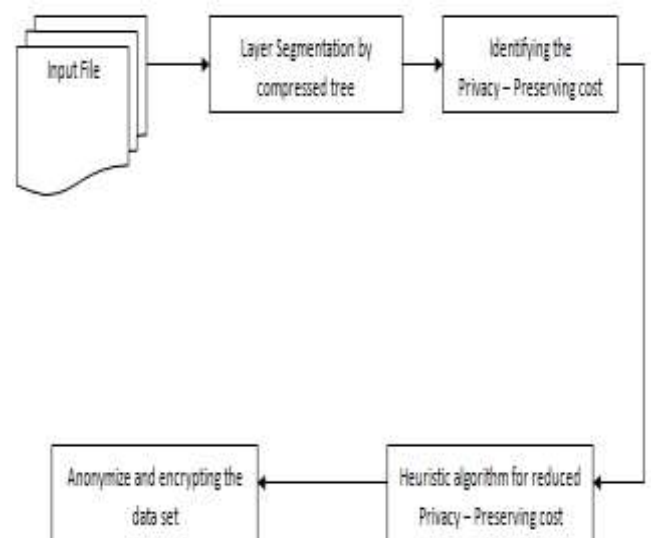 Input File
Layer Segmentation by
compressed tree
Identifying the
Privacy – Preserving cost
Anonymize and encrypting the
data set
Heuristic algorithm for reduced
Privacy – Preserving cost